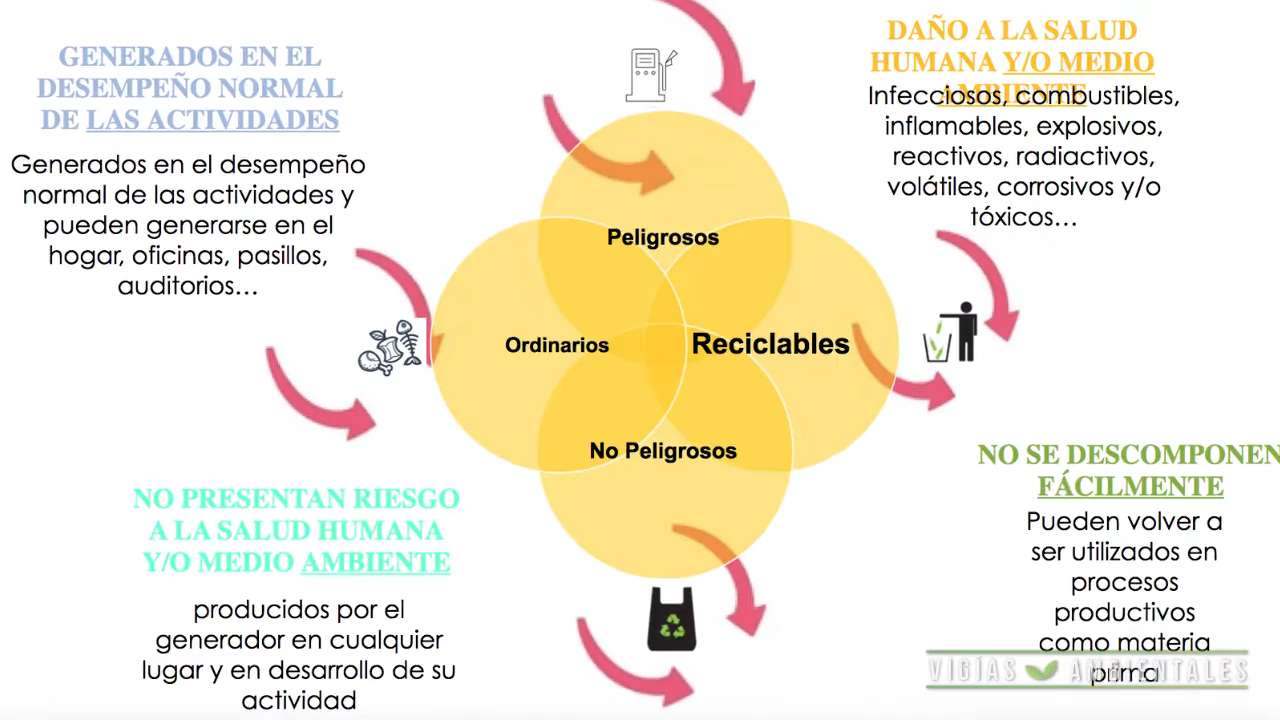 GENERADOS EN EL
DESEMPEÑO NORMAL
DE LAS ACTIVIDADES
Generados en el desempeño
normal de las actividades y
pueden generarse en el
hogar, oficinas, pasillos,
auditorios…
DAÑO A LA SALUD
HUMANA Y/O MEDIO
AMBIENTE
Infecciosos, combustibles,
inflamables, explosivos,
reactivos, radiactivos,
volátiles, corrosivos y/o
tóxicos…
Peligrosos
Ordinarios
Reciclables
No Peligrosos
NO PRESENTAN RIESGO
A LA SALUD HUMANA
Y/O MEDIO AMBIENTE
producidos por el
generador en cualquier
lugar y en desarrollo de su
actividad
NO SE DESCOMPONEN
FÁCILMENTE
Pueden volver a
ser utilizados en
procesos
productivos
como materia
prima
VIGÍAS AMBIENTALES